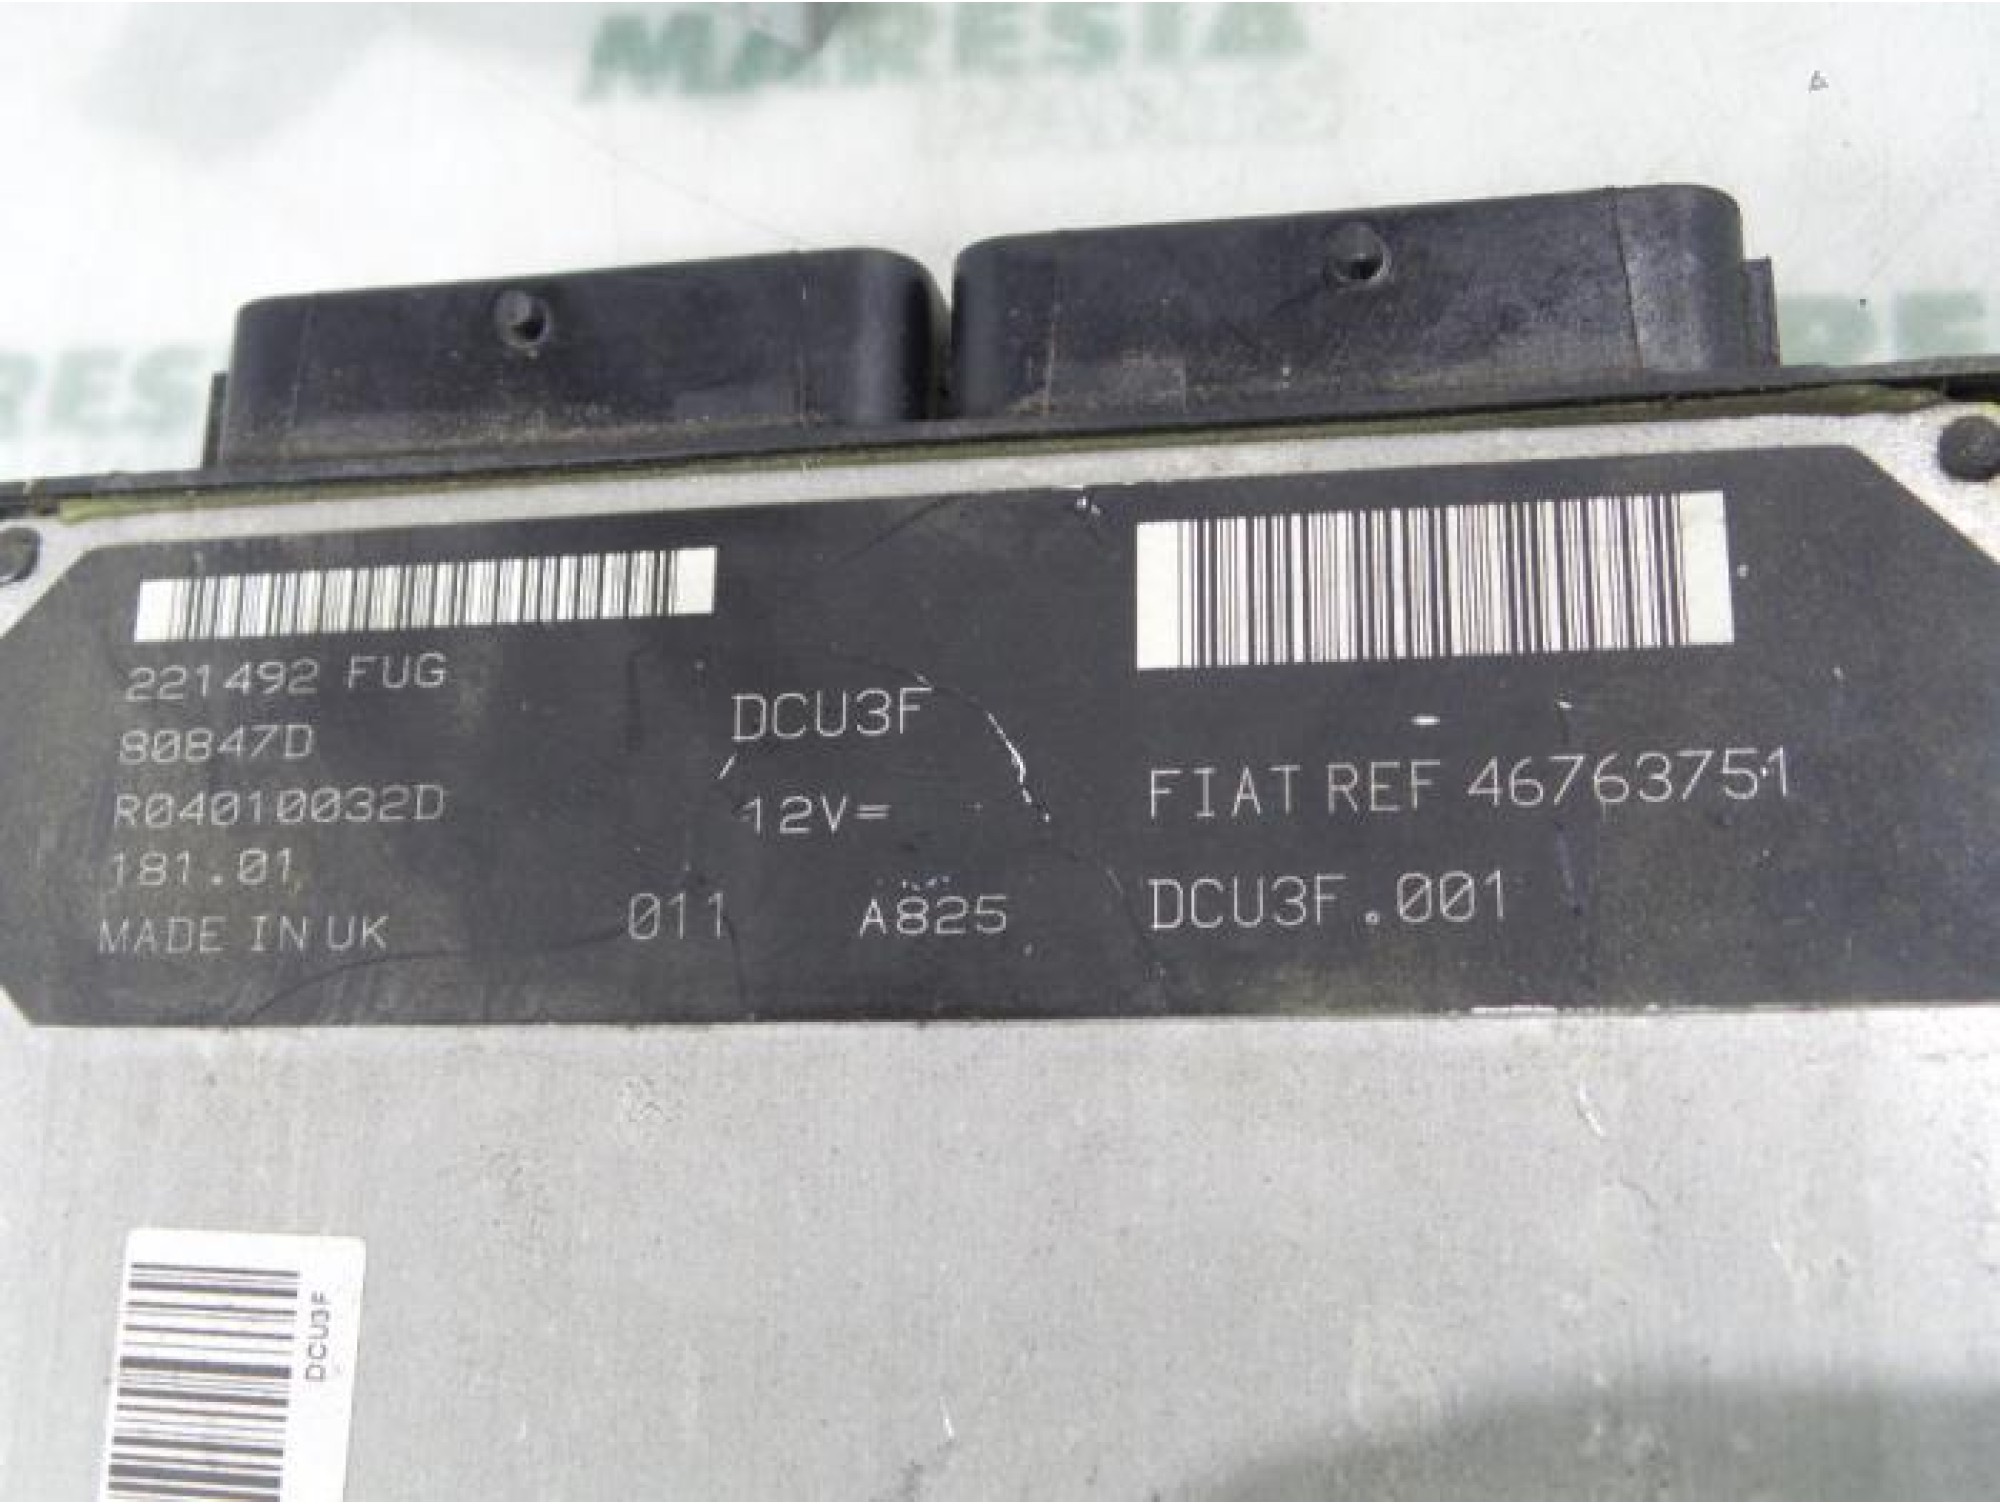 MARESIA
221492 FUG
80847D
R04010032D
181.01
MADE IN UK
011
DCU3F
12V=
A825
FIAT REF 46763751
DCU3F.001
DCU3F